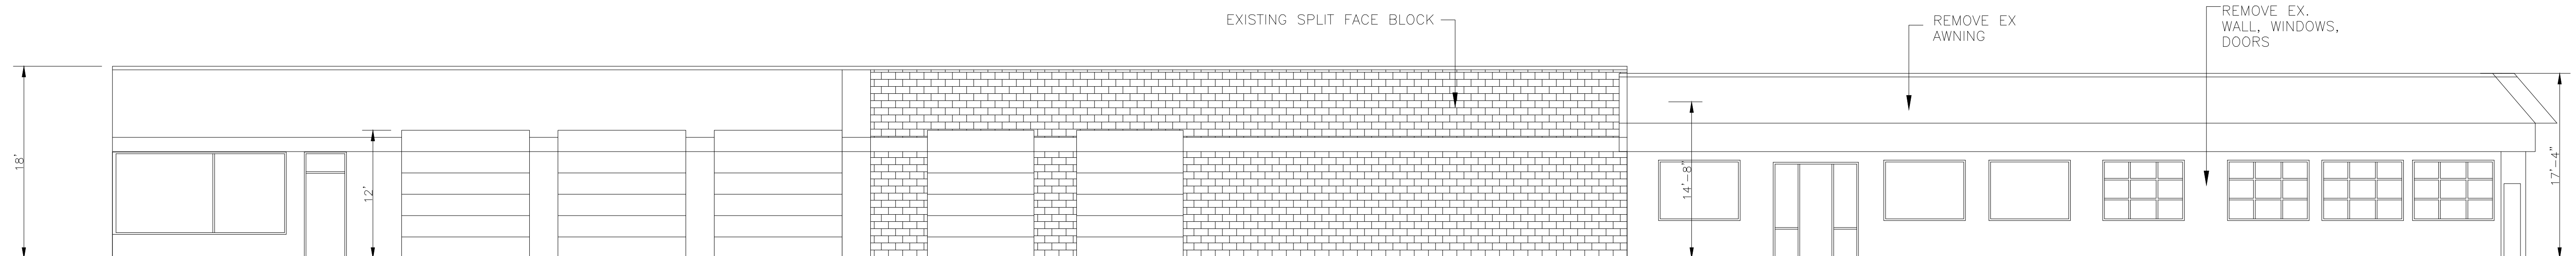 EXISTING SPLIT FACE BLOCK
REMOVE EX
AWNING
REMOVE EX.
WALL, WINDOWS,
DOORS
18'
12'
14'-8"
17'-4"